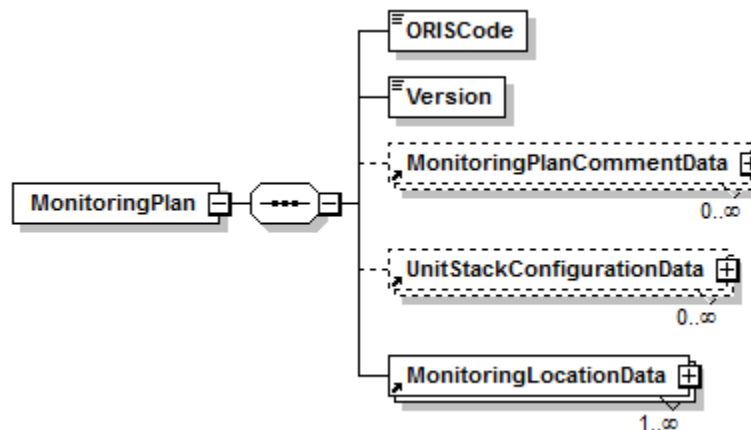 ORISCode
Version
MonitoringPlanCommentData
0..∞
MonitoringPlan
UnitStackConfigurationData
0..∞
MonitoringLocationData
1..∞